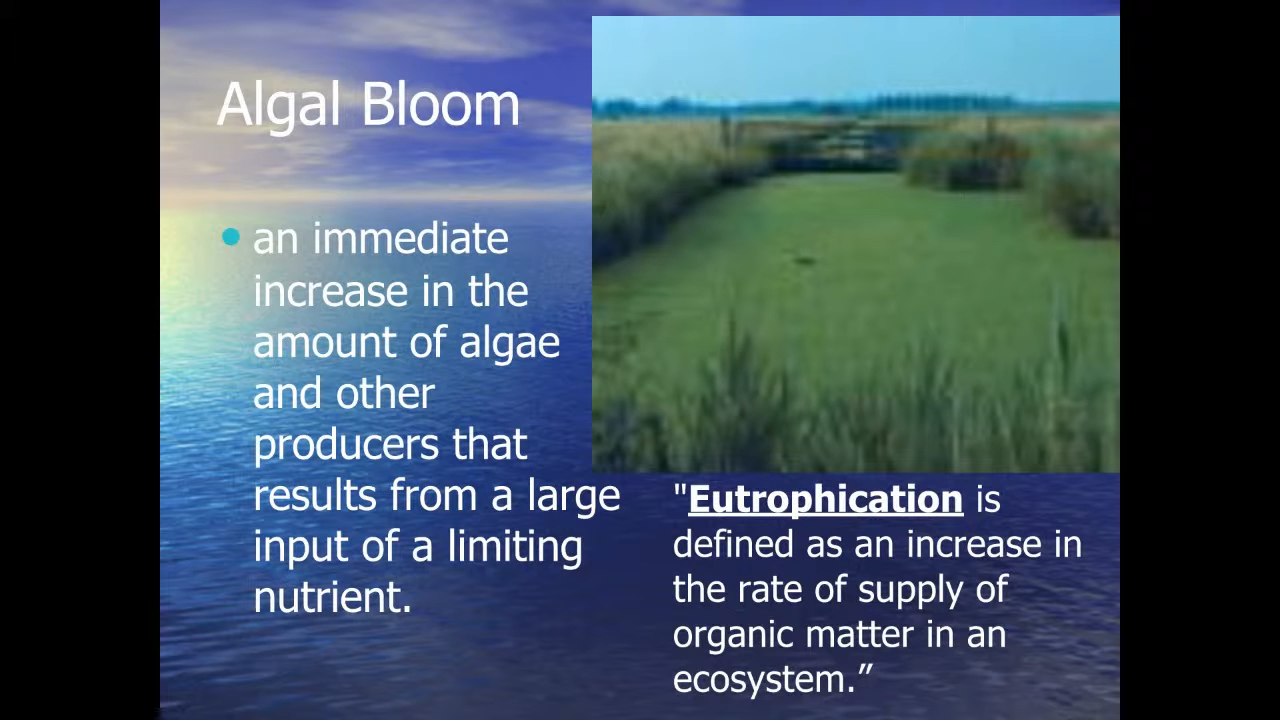 Algal Bloom
an immediate
increase in the
amount of algae
and other
producers that
results from a large
input of a limiting
nutrient.
"Eutrophication is
defined as an increase in
the rate of supply of
organic matter in an
ecosystem.”